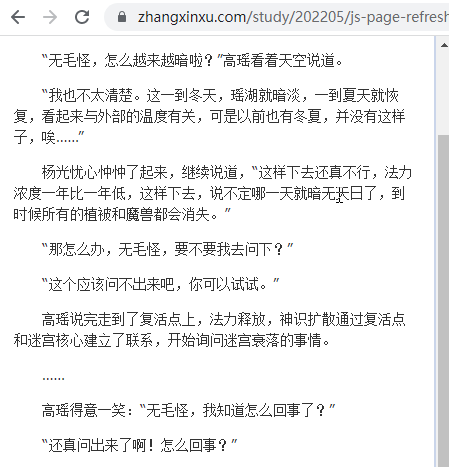 zhangxinxu.com/study/202205/js-page-refresh
“无毛怪，怎么越来越暗啦？”高瑶看着天空说道。
“我也不太清楚。这一到冬天，瑶湖就暗淡，一到夏天就恢
复，看起来与外部的温度有关，可是以前也有冬夏，并没有这样
子，唉……”
杨光忧心忡忡了起来，继续说道，“这样下去还真不行，法力
浓度一年比一年低，这样下去，说不定哪一天就暗无天日了，到
时候所有的植被和魔兽都会消失。”
“那怎么办，无毛怪，要不要我去问下？”
“这个应该问不出来吧，你可以试试。”
高瑶说完走到了复活点上，法力释放，神识扩散通过复活点
和迷宫核心建立了联系，开始询问迷宫衰落的事情。
……
高瑶得意一笑：“无毛怪，我知道怎么回事了？”
“还真问出来了啊！怎么回事？”